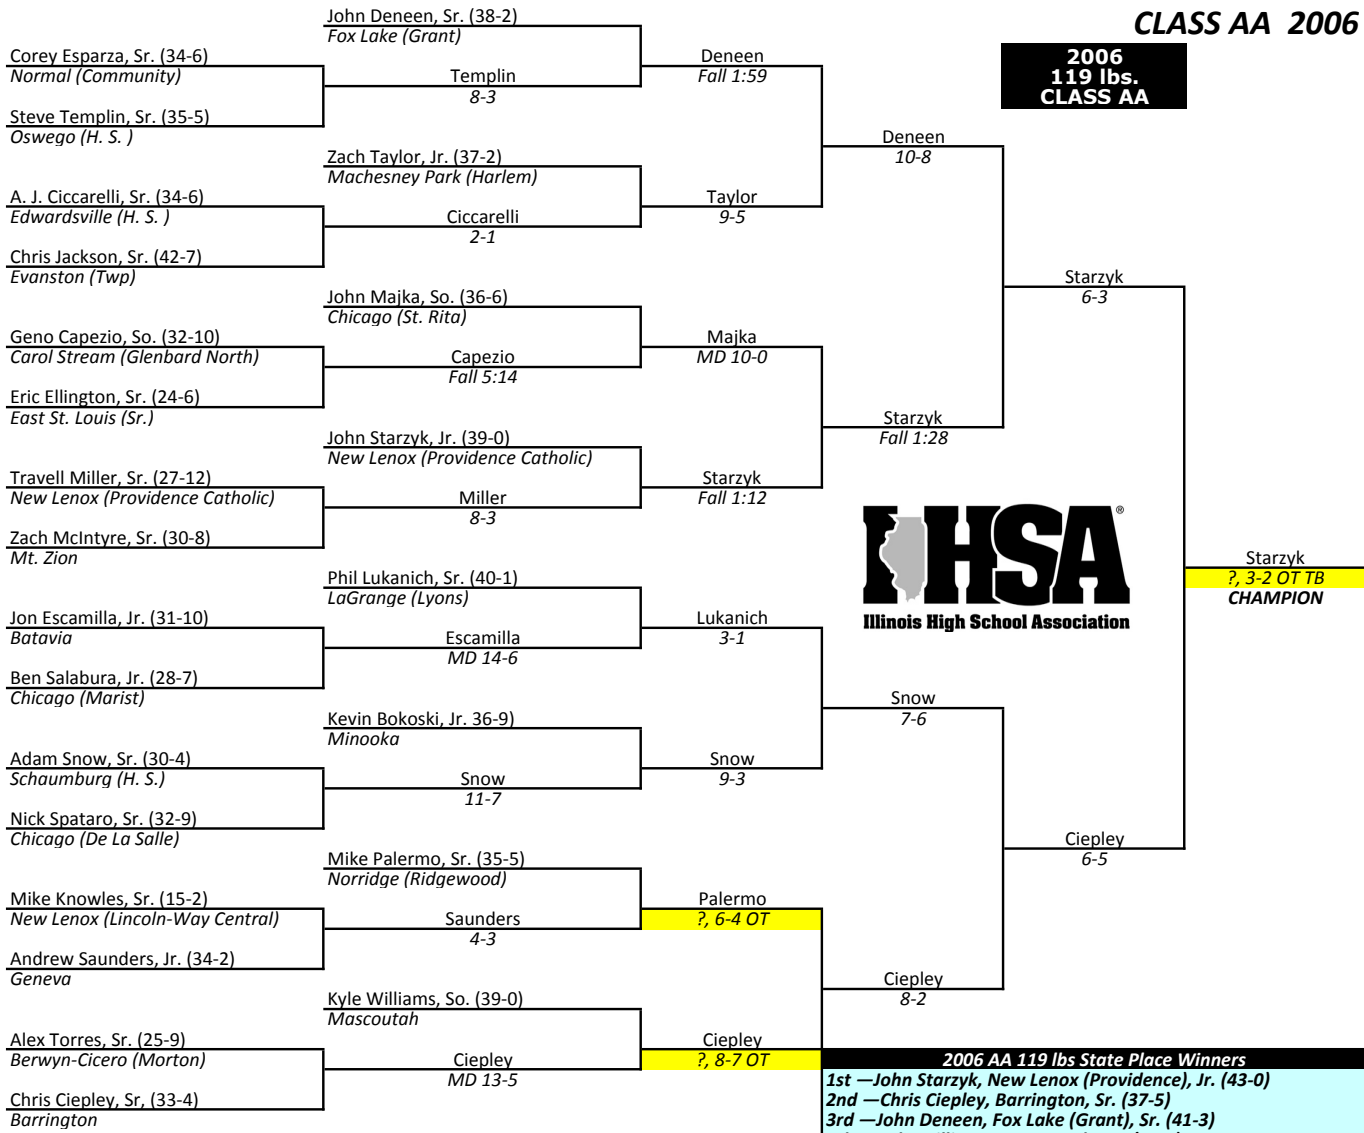 CLASS AA 2006
2006
119 lbs.
CLASS AA
Corey Esparza, Sr. (34-6)
Normal (Community)
Steve Templin, Sr. (35-5)
Oswego (H. S. )
A. J. Ciccarelli, Sr. (34-6)
Edwardsville (H. S. )
Chris Jackson, Sr. (42-7)
Evanston (Twp)
Geno Capezio, So. (32-10)
Carol Stream (Glenbard North)
Eric Ellington, Sr. (24-6)
East St. Louis (Sr.)
Travell Miller, Sr. (27-12)
New Lenox (Providence Catholic)
Zach McIntyre, Sr. (30-8)
Mt. Zion
Jon Escamilla, Jr. (31-10)
Batavia
Ben Salabura, Jr. (28-7)
Chicago (Marist)
Adam Snow, Sr. (30-4)
Schaumburg (H. S.)
Nick Spataro, Sr. (32-9)
Chicago (De La Salle)
Mike Knowles, Sr. (15-2)
New Lenox (Lincoln-Way Central)
Andrew Saunders, Jr. (34-2)
Geneva
Alex Torres, Sr. (25-9)
Berwyn-Cicero (Morton)
Chris Ciepley, Sr, (33-4)
Barrington
John Deneen, Sr. (38-2)
Fox Lake (Grant)
Templin
8-3
Zach Taylor, Jr. (37-2)
Machesney Park (Harlem)
Ciccarelli
2-1
John Majka, So. (36-6)
Chicago (St. Rita)
Capezio
Fall 5:14
John Starzyk, Jr. (39-0)
New Lenox (Providence Catholic)
Miller
8-3
Phil Lukanich, Sr. (40-1)
LaGrange (Lyons)
Escamilla
MD 14-6
Kevin Bokoski, Jr. 36-9)
Minooka
Snow
11-7
Mike Palermo, Sr. (35-5)
Norridge (Ridgewood)
Saunders
4-3
Kyle Williams, So. (39-0)
Mascoutah
Ciepley
MD 13-5
Deneen
Fall 1:59
Taylor
9-5
Majka
MD 10-0
Starzyk
Fall 1:12
Lukanich
3-1
Snow
9-3
Palermo
?, 6-4 OT
Ciepley
?, 8-7 OT
Deneen
10-8
Starzyk
Fall 1:28
Snow
7-6
Ciepley
8-2
Starzyk
6-3
Ciepley
6-5
Starzyk
?, 3-2 OT TB
CHAMPION
IHSA®
Illinois High School Association
2006 AA 119 lbs State Place Winners
1st —John Starzyk, New Lenox (Providence), Jr. (43-0)
2nd —Chris Ciepley, Barrington, Sr. (37-5)
3rd —John Deneen, Fox Lake (Grant), Sr. (41-3)